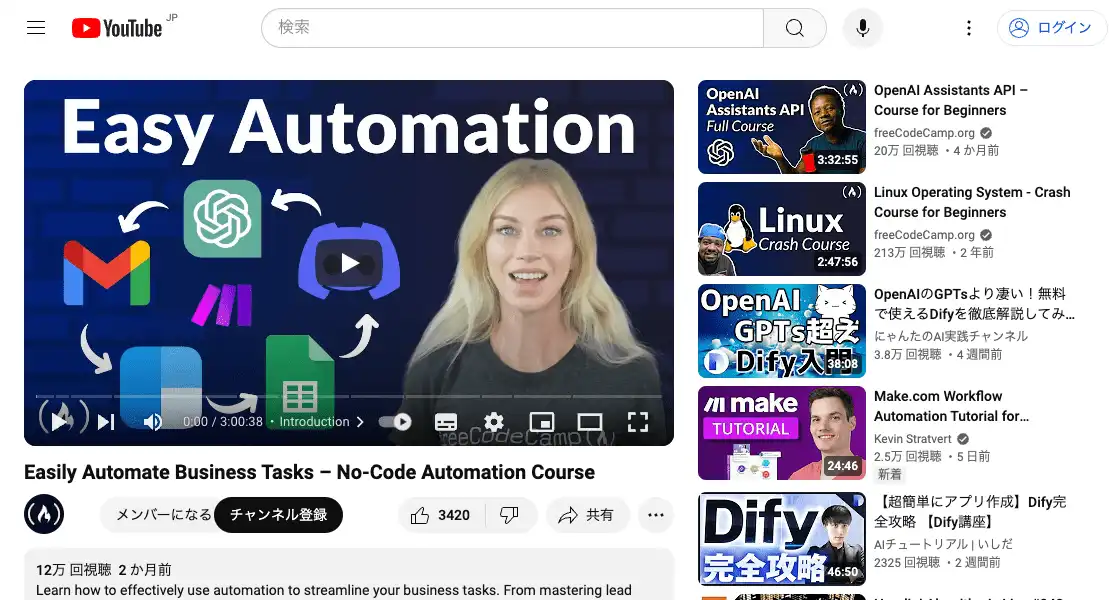 YouTube JP
検索
ログイン
Easy Automation
0:00 / 3:00:38 • Introduction
freeCodeCamp
Easily Automate Business Tasks – No-Code Automation Course
メンバーになる
チャンネル登録
3420
共有
12万 回視聴 2 か月前
Learn how to effectively use automation to streamline your business tasks. From mastering lead
OpenAI
Assistants API
Full Course
3:32:55
OpenAI Assistants API –
Course for Beginners
freeCodeCamp.org
20万 回視聴 ・4 か月前
Linux
Crash Course
2:47:56
Linux Operating System - Crash
Course for Beginners
freeCodeCamp.org
213万 回視聴 ・2 年前
OpenAI
GPTs超え
Dify入門
38:08
OpenAIのGPTsより凄い！無料
で使えるDifyを徹底解説してみ...
にゃんたのAI実践チャンネル
3.8万 回視聴 ・4 週間前
make
TUTORIAL
24:46
Make.com Workflow
Automation Tutorial for...
Kevin Stratvert
2.5万 回視聴 ・5 日前
新着
Dify
完全攻略
46:50
【超簡単にアプリ作成】Dify完
全攻略 【Dify講座】
AIチュートリアル | いしだ
2325 回視聴 ・2 週間前